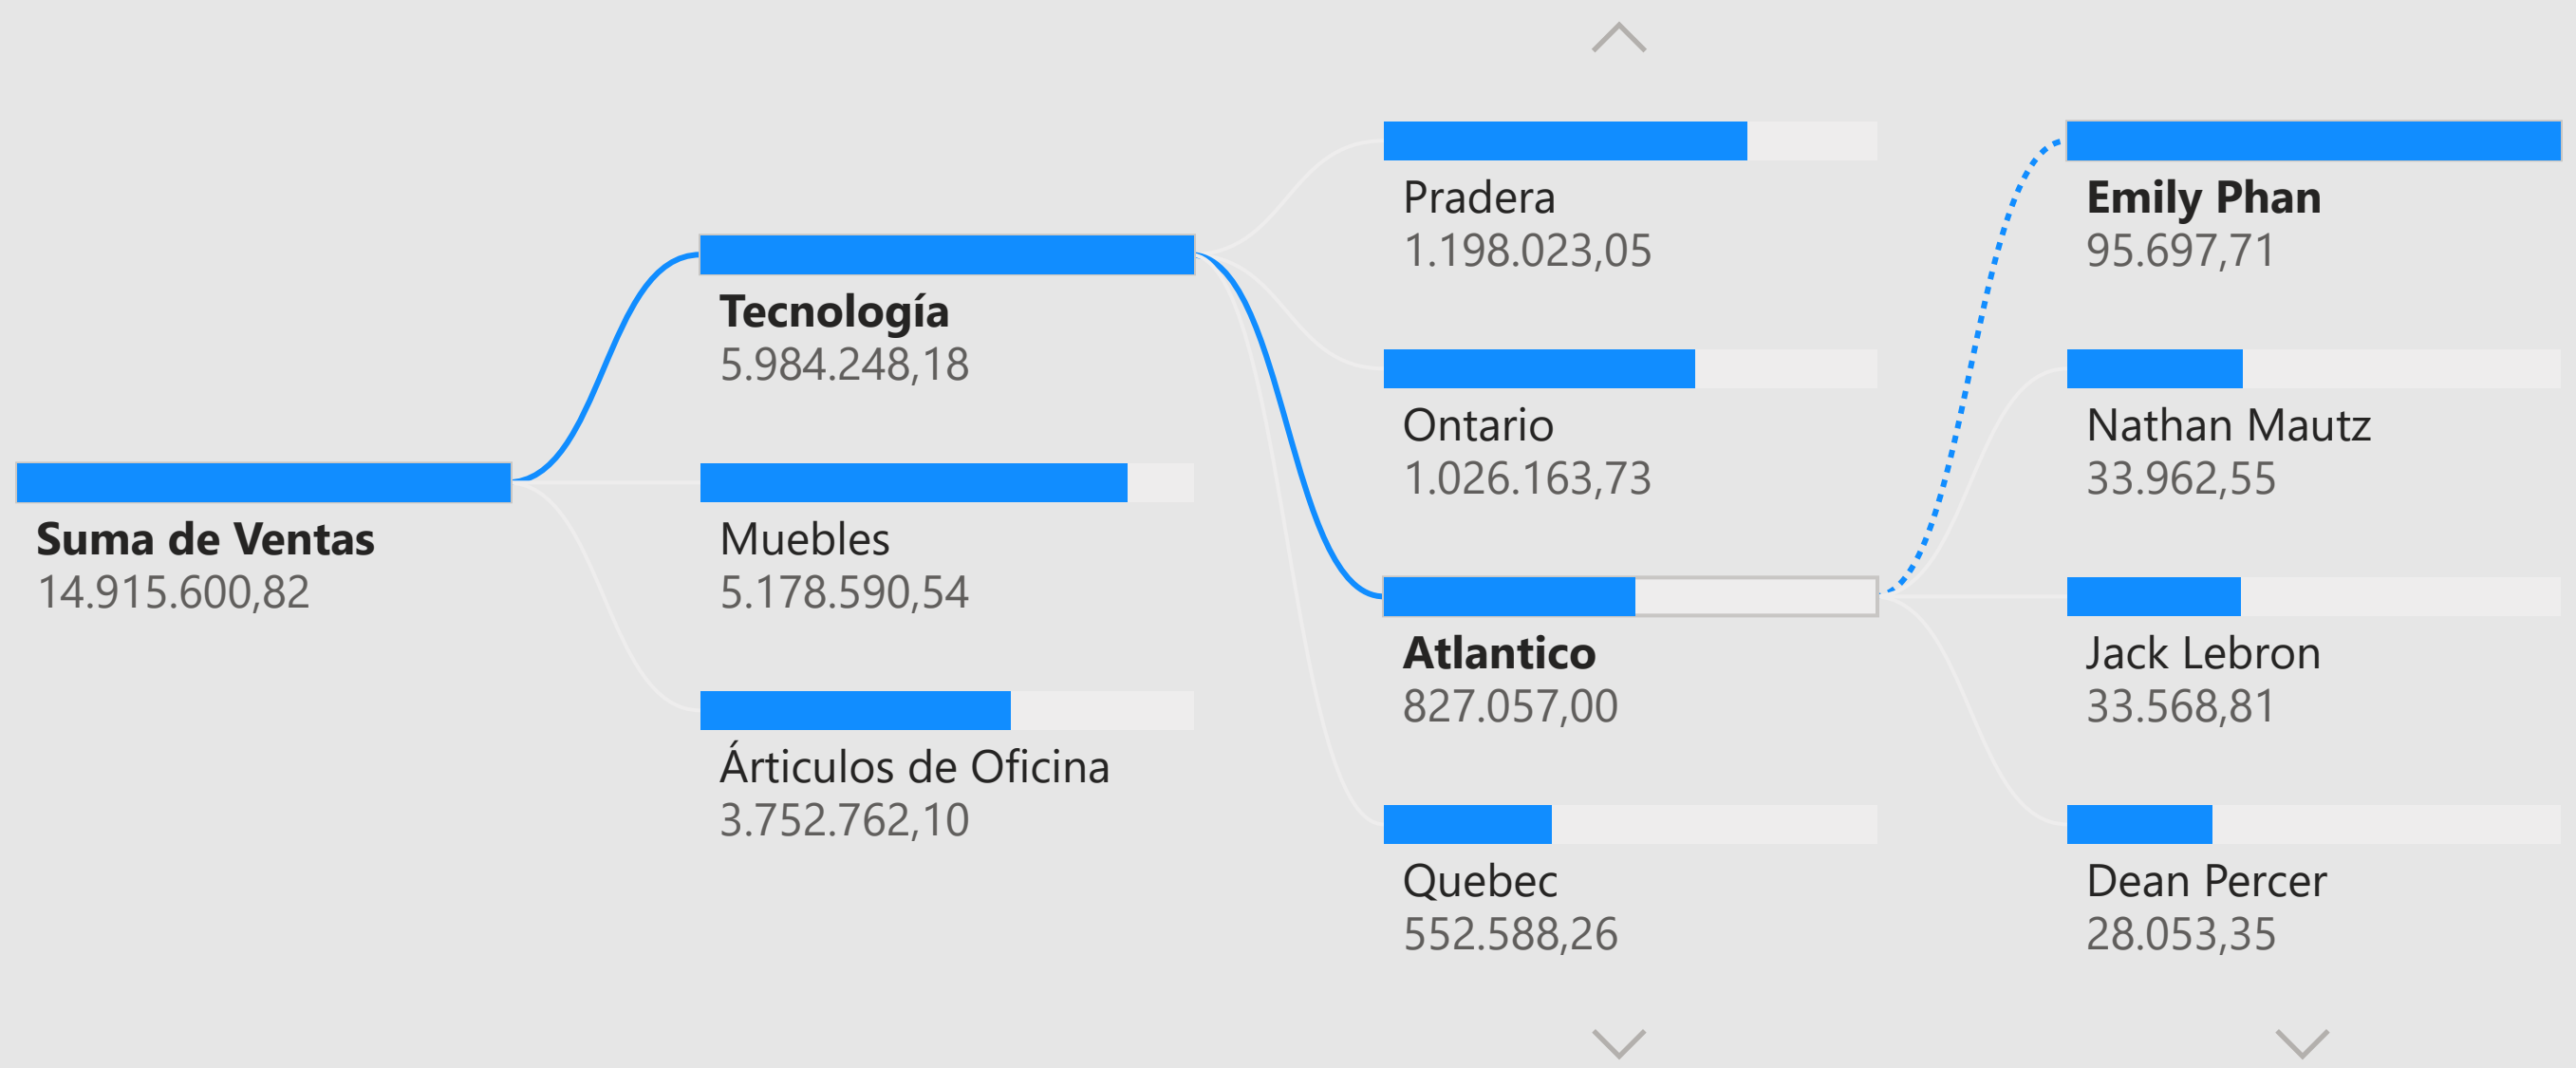 Suma de Ventas
14.915.600,82
Tecnología
5.984.248,18
Muebles
5.178.590,54
Árticulos de Oficina
3.752.762,10
Pradera
1.198.023,05
Ontario
1.026.163,73
Atlantico
827.057,00
Quebec
552.588,26
Emily Phan
95.697,71
Nathan Mautz
33.962,55
Jack Lebron
33.568,81
Dean Percer
28.053,35